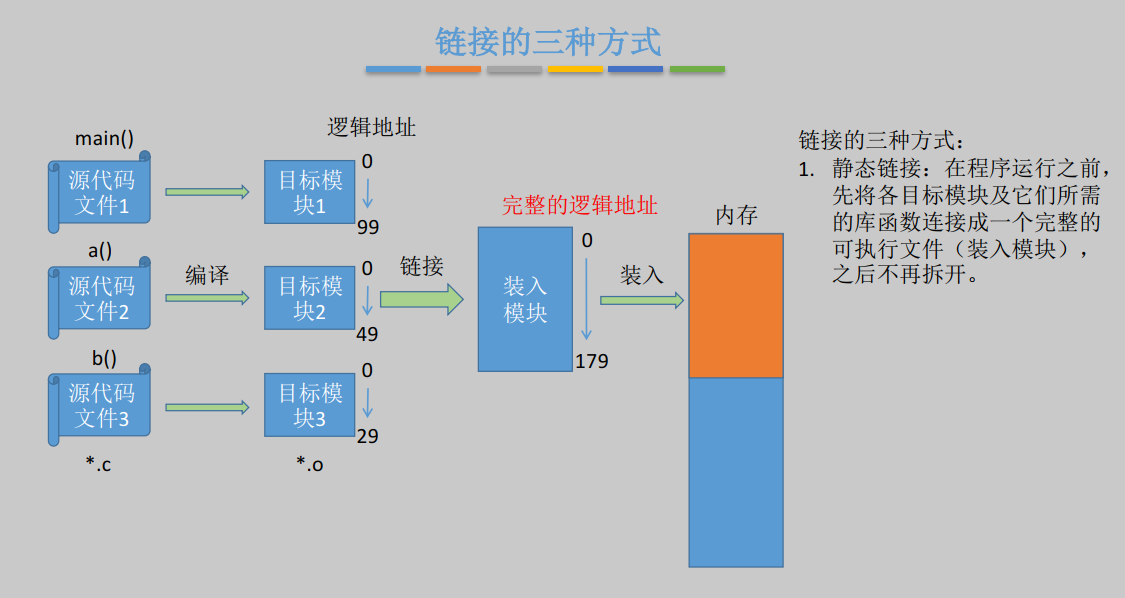 链接的三种方式
main()
源代码
文件1
a()
源代码
文件2
b()
源代码
文件3
*.c
编译
逻辑地址
目标模
块1
0
99
目标模
块2
0
49
目标模
块3
0
29
*.o
链接
完整的逻辑地址
装入
模块
0
179
装入
内存
链接的三种方式：
1. 静态链接：在程序运行之前，
先将各目标模块及它们所需
的库函数连接成一个完整的
可执行文件（装入模块），
之后不再拆开。